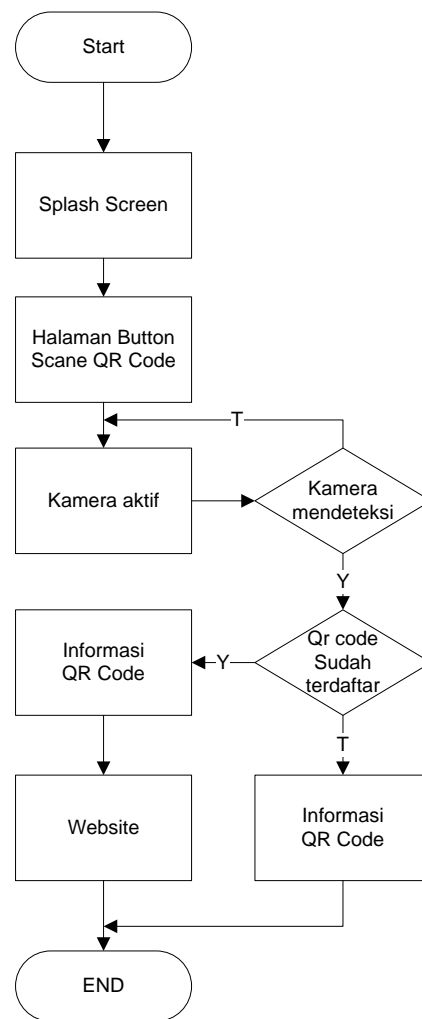 Start
Splash Screen
Halaman Button
Scane QR Code
T
Kamera aktif
Kamera
mendeteksi
Y
Qr code
Sudah
terdaftar
Y
Informasi
QR Code
T
Website
Informasi
QR Code
END